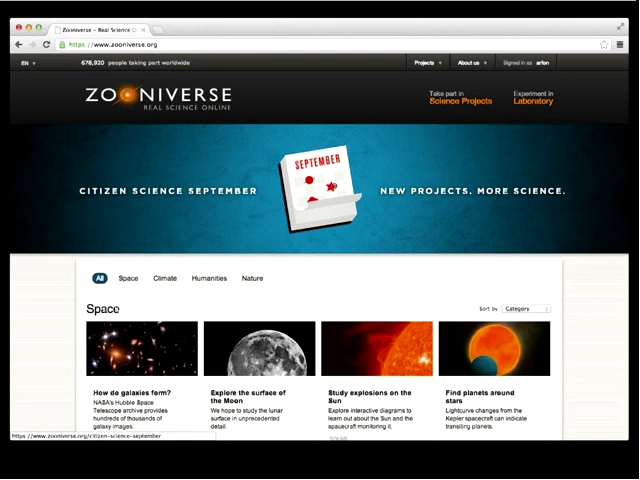 Zooniverse – Real Science O
https://www.zooniverse.org
EN
678,920 people taking part worldwide
Projects
About us
Signed in as arfon
ZOONIVERSE
REAL SCIENCE ONLINE
Take part in
Science Projects
Experiment in
Laboratory
CITIZEN SCIENCE SEPTEMBER
SEPTEMBER
NEW PROJECTS. MORE SCIENCE.
All Space Climate Humanities Nature
Space
Sort by Category
How do galaxies form?
NASA's Hubble Space
Telescope archive provides
hundreds of thousands of
galaxy images.
Explore the surface of
the Moon
We hope to study the lunar
surface in unprecedented
detail.
Study explosions on the
Sun
Explore interactive diagrams to
learn out about the Sun and the
spacecraft monitoring it.
Find planets around
stars
Lightcurve changes from the
Kepler spacecraft can indicate
transiting planets.
https://www.zooniverse.org/citizen-science-september